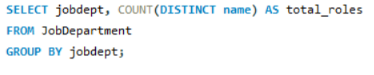 SELECT jobdept, COUNT(DISTINCT name) AS total_roles
FROM JobDepartment
GROUP BY jobdept;